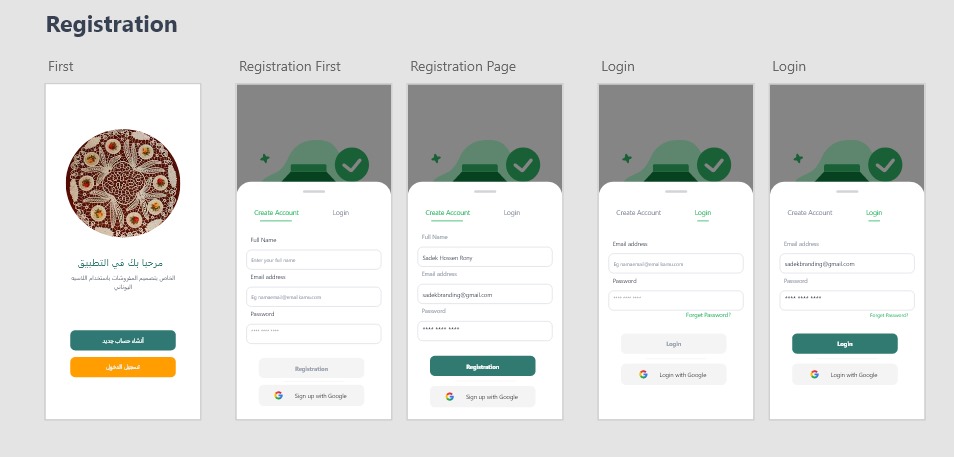 Registration
First
مرحبا بك في التطبيق
الخاص بتصميم المفروشات باستخدام القاسيه
اليوناني
أنشاء حساب جديد
تسجيل الدخول
Registration First
Create Account
Login
Full Name
Enter your full name
Email address
Eg namaemail@emailkamu.com
Password
**** **** ****
Registration
Sign up with Google
Registration Page
Create Account
Login
Full Name
Sadek Hossen Rony
Email address
sadekbranding@gmail.com
Password
**** **** ****
Registration
Sign up with Google
Login
Create Account
Login
Email address
Eg namaemail@emailkamu.com
Password
**** **** ****
Forget Password?
Login
Login with Google
Login
Create Account
Login
Email address
sadekbranding@gmail.com
Password
**** **** ****
Forget Password?
Login
Login with Google